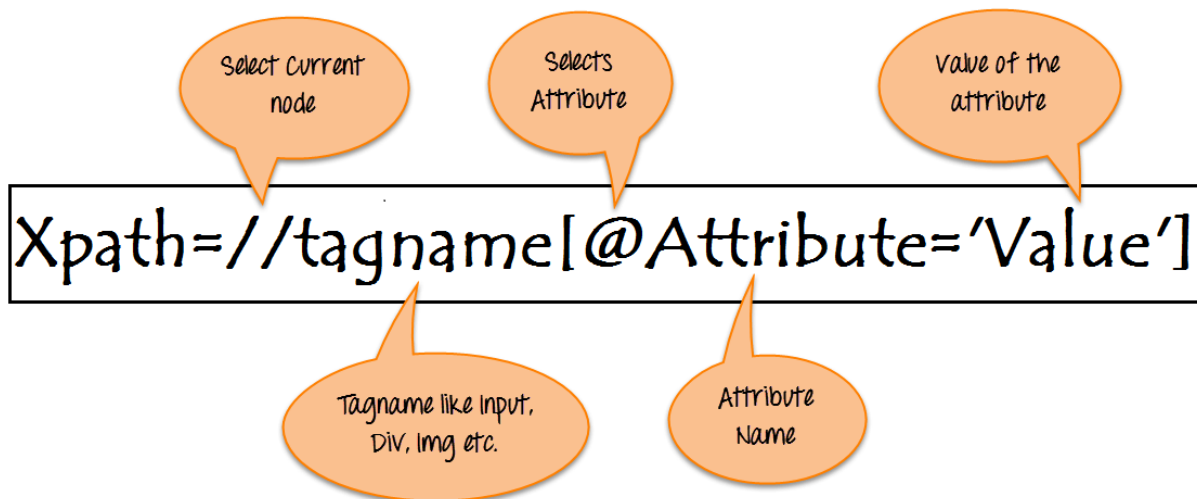 Select Current
node
Selects
Attribute
Value of the
attribute
Xpath=//tagname[@Attribute='Value']
Tagname like Input,
Div, Img etc.
Attribute
Name